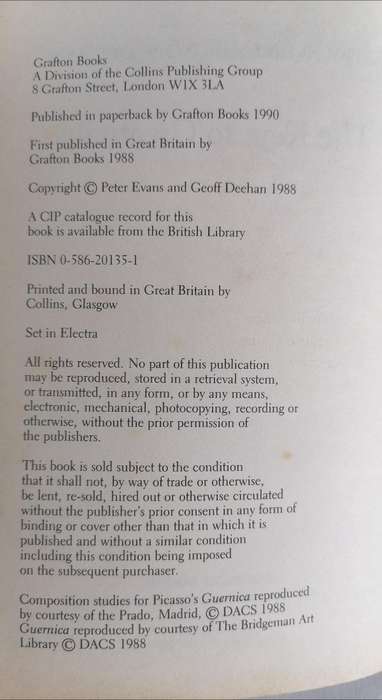 Grafton Books
A Division of the Collins Publishing Group
8 Grafton Street, London W1X 3LA
Published in paperback by Grafton Books 1990
First published in Great Britain by
Grafton Books 1988
Copyright © Peter Evans and Geoff Deehan 1988
A CIP catalogue record for this
book is available from the British Library
ISBN 0-586-20135-1
Printed and bound in Great Britain by
Collins, Glasgow
Set in Electra
All rights reserved. No part of this publication
may be reproduced, stored in a retrieval system,
or transmitted, in any form, or by any means,
electronic, mechanical, photocopying, recording or
otherwise, without the prior permission of
the publishers.
This book is sold subject to the condition
that it shall not, by way of trade or otherwise,
be lent, re-sold, hired out or otherwise circulated
without the publisher's prior consent in any form of
binding or cover other than that in which it is
published and without a similar condition
including this condition being imposed
on the subsequent purchaser.
Composition studies for Picasso's Guernica reproduced
by courtesy of the Prado, Madrid, © DACS 1988
Guernica reproduced by courtesy of The Bridgeman Art
Library © DACS 1988